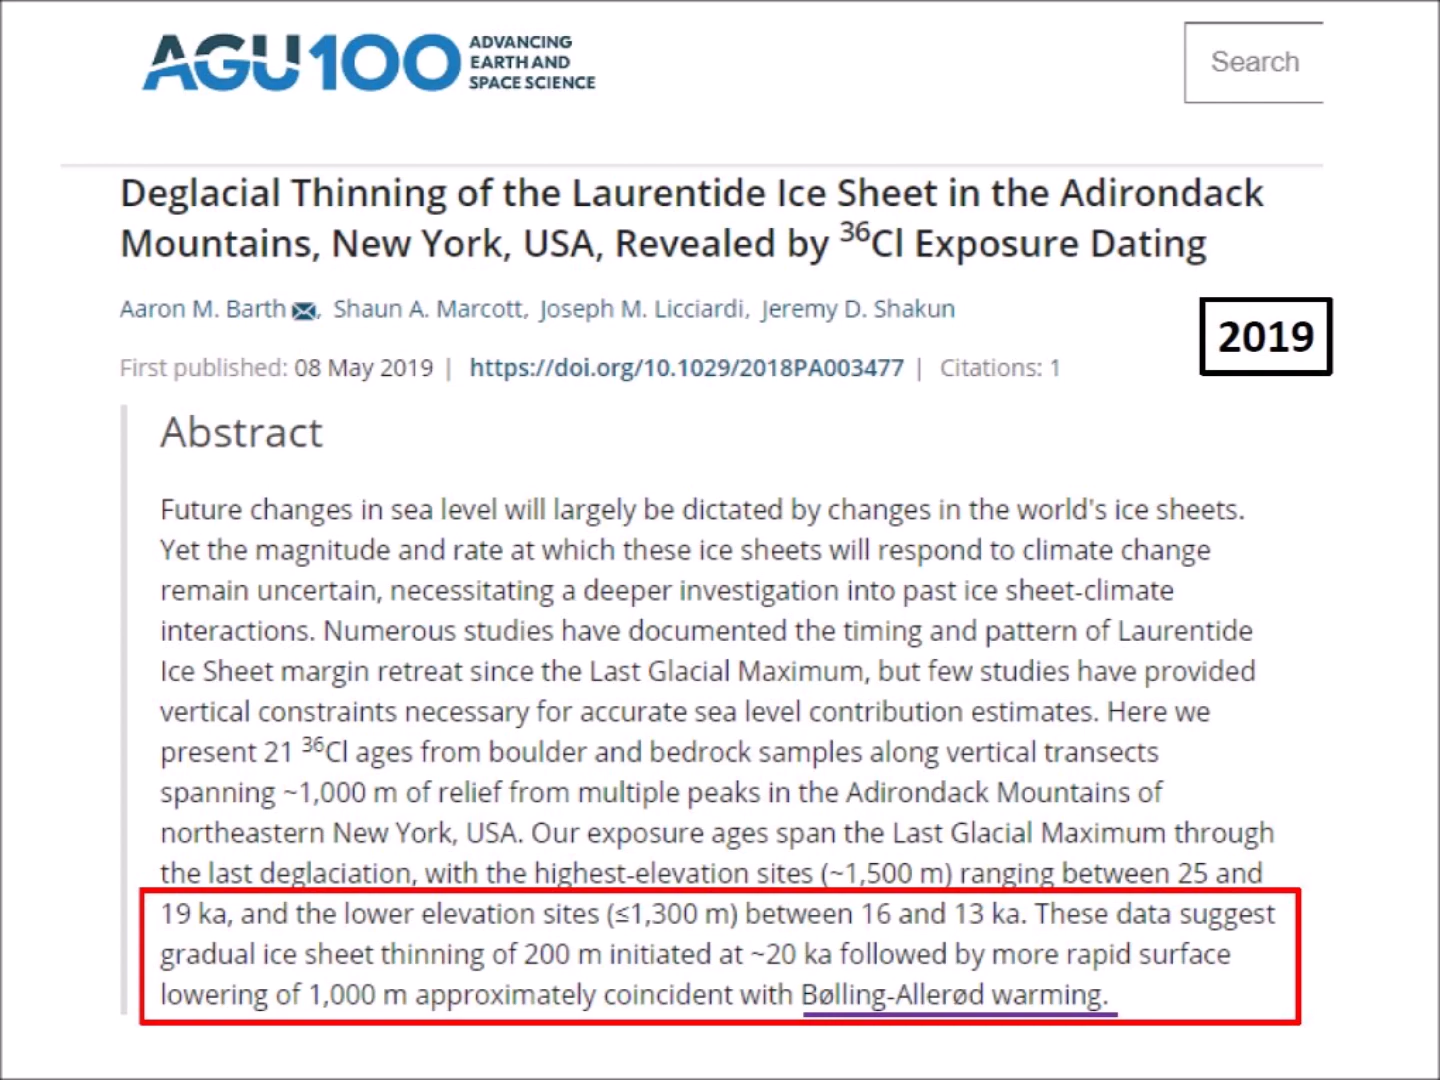 AGU100 ADVANCING
EARTH AND
SPACE SCIENCE
Search
Deglacial Thinning of the Laurentide Ice Sheet in the Adirondack
Mountains, New York, USA, Revealed by ³⁶Cl Exposure Dating
Aaron M. Barth, Shaun A. Marcott, Joseph M. Licciardi, Jeremy D. Shakun
2019
First published: 08 May 2019 | https://doi.org/10.1029/2018PA003477 | Citations: 1
Abstract
Future changes in sea level will largely be dictated by changes in the world's ice sheets.
Yet the magnitude and rate at which these ice sheets will respond to climate change
remain uncertain, necessitating a deeper investigation into past ice sheet-climate
interactions. Numerous studies have documented the timing and pattern of Laurentide
Ice Sheet margin retreat since the Last Glacial Maximum, but few studies have provided
vertical constraints necessary for accurate sea level contribution estimates. Here we
present 21 ³⁶Cl ages from boulder and bedrock samples along vertical transects
spanning ~1,000 m of relief from multiple peaks in the Adirondack Mountains of
northeastern New York, USA. Our exposure ages span the Last Glacial Maximum through
the last deglaciation, with the highest-elevation sites (~1,500 m) ranging between 25 and
19 ka, and the lower elevation sites (≤1,300 m) between 16 and 13 ka. These data suggest
gradual ice sheet thinning of 200 m initiated at ~20 ka followed by more rapid surface
lowering of 1,000 m approximately coincident with Bølling-Allerød warming.